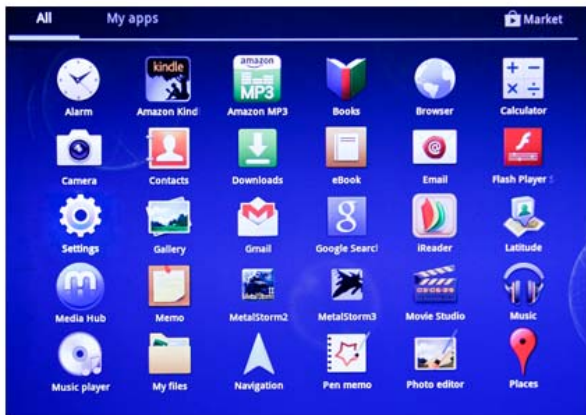 All My apps Market
kindle amazon
MP3
Alarm Amazon Kind Amazon MP3 Books Browser Calculator
Camera Contacts Downloads eBook Email Flash Player S
Settings Gallery Gmail Google Searcl iReader Latitude
Media Hub Memo MetalStorm2 MetalStorm3 Movie Studio Music
Music player My files Navigation Pen memo Photo editor Places